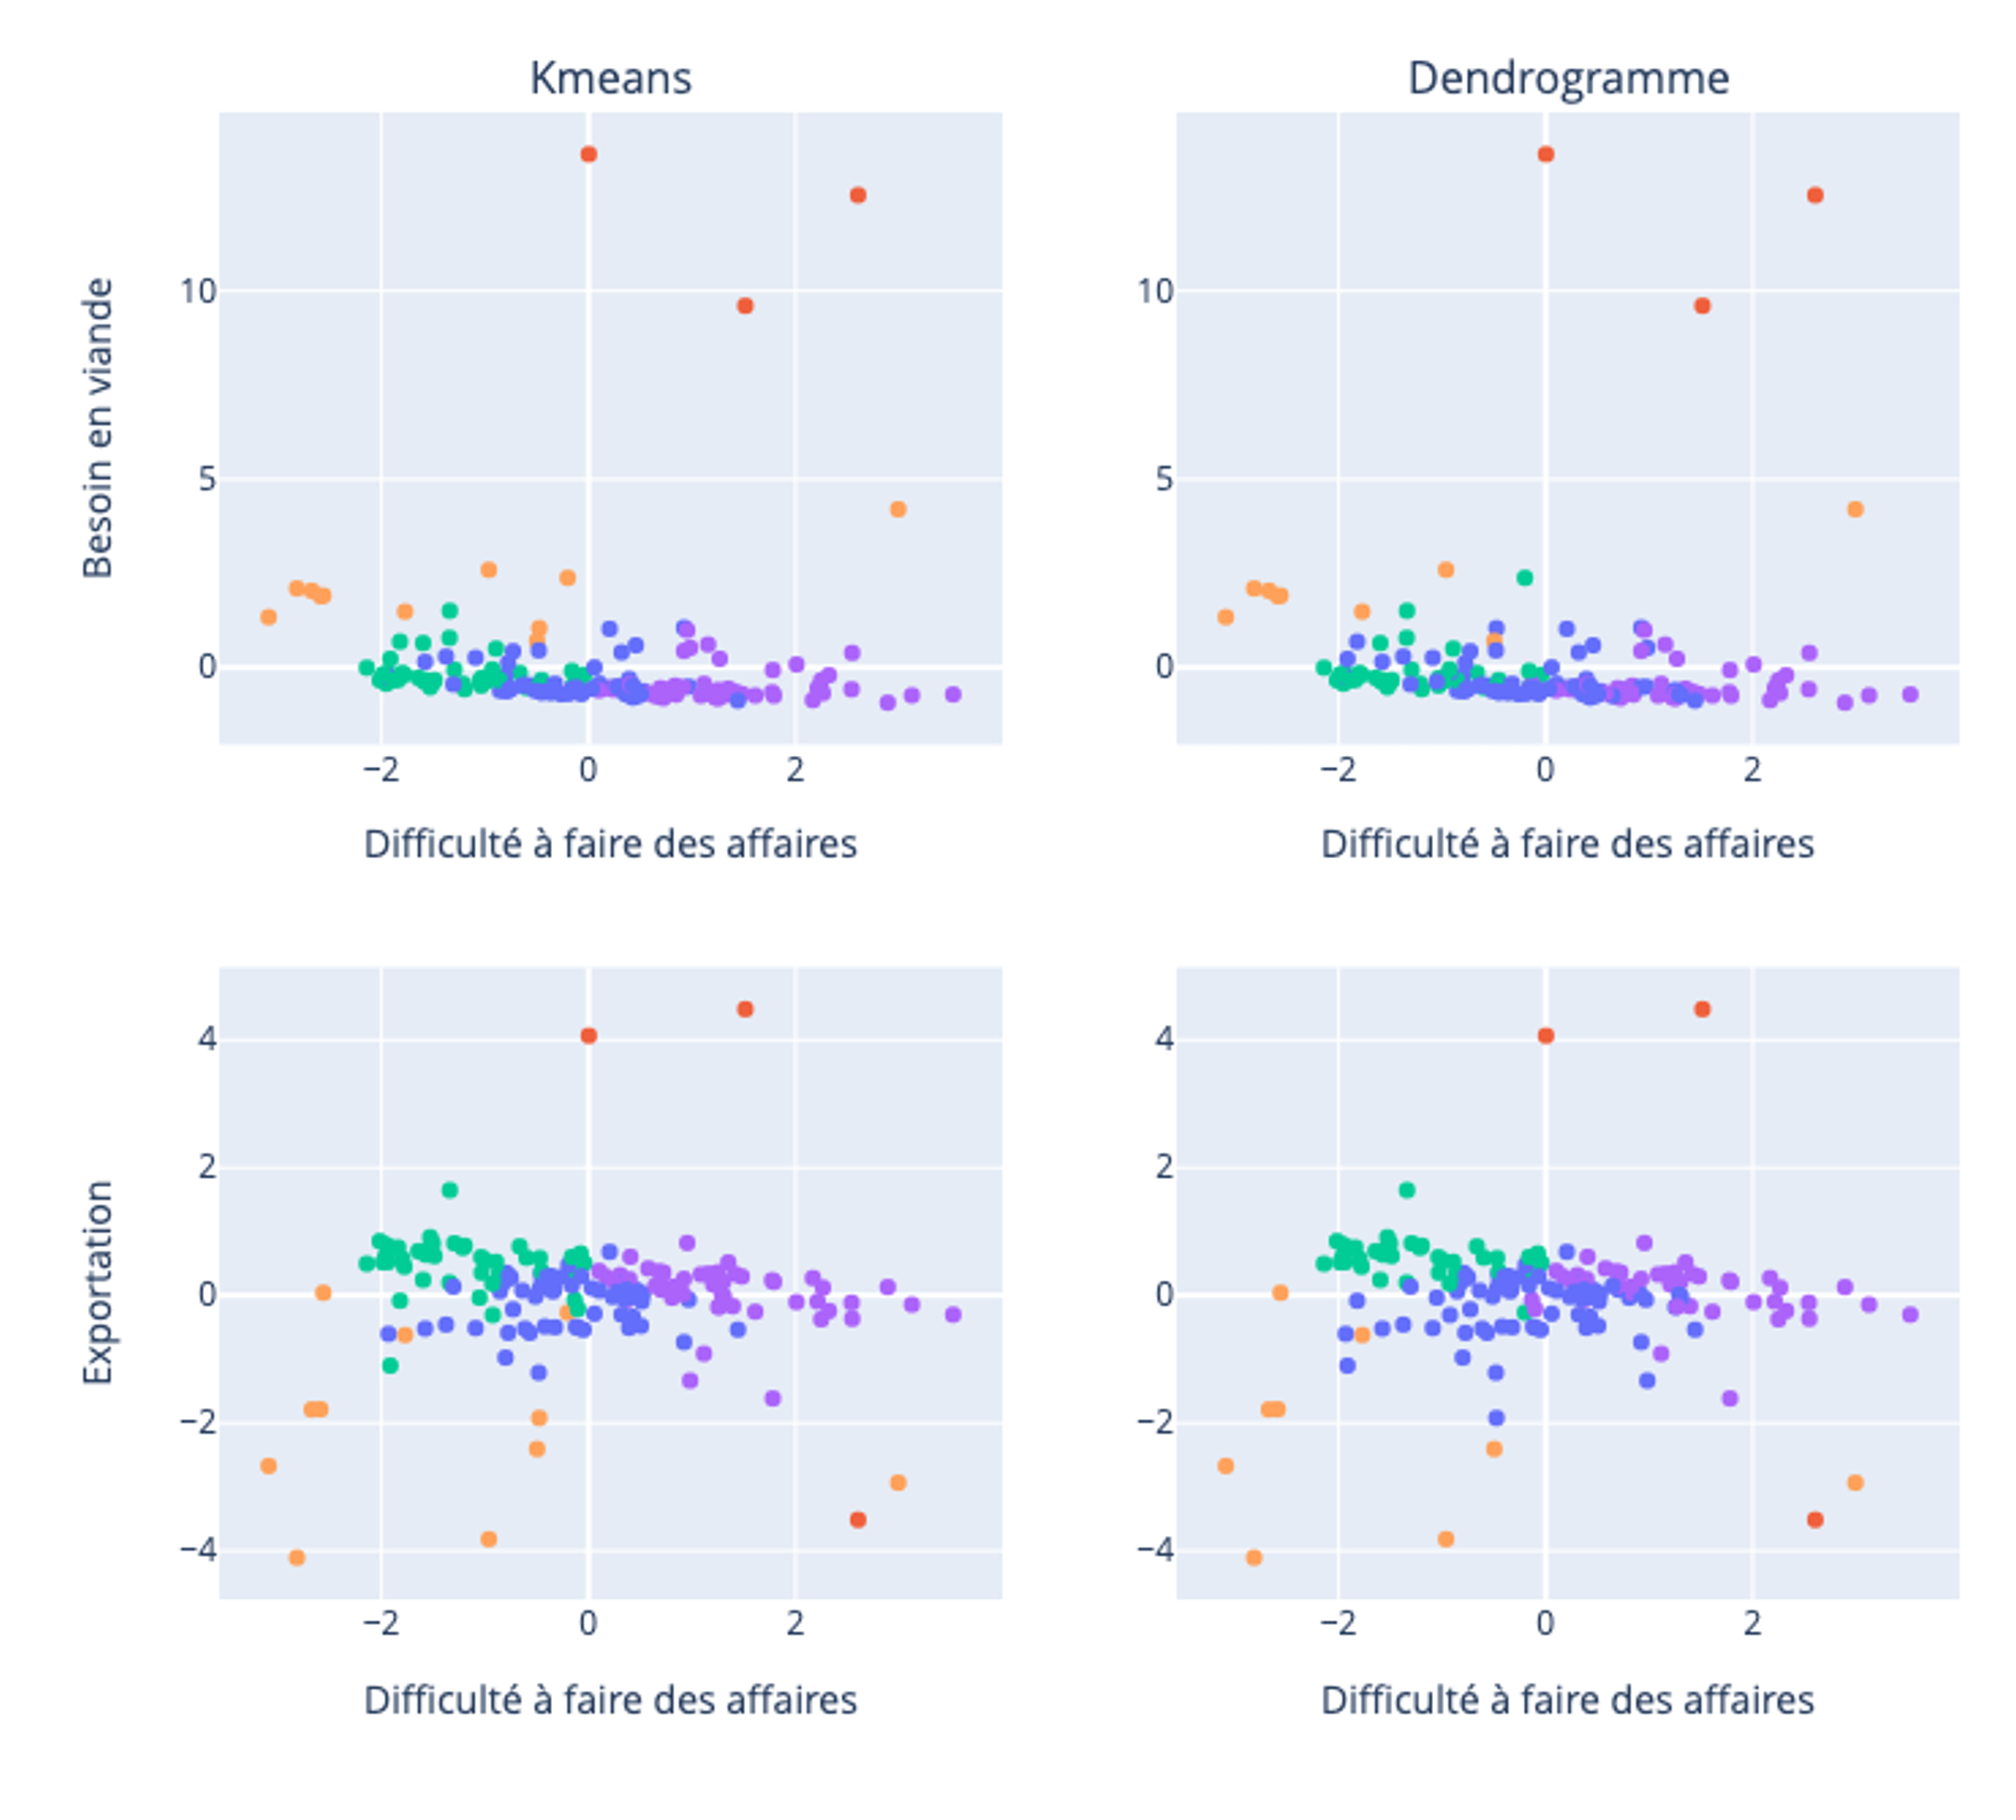 Kmeans
Dendrogramme
10
5
0
Besoin en viande
−2 0 2
Difficulté à faire des affaires
10
5
0
−2 0 2
Difficulté à faire des affaires
4
2
0
−2
−4
Exportation
−2 0 2
Difficulté à faire des affaires
4
2
0
−2
−4
−2 0 2
Difficulté à faire des affaires